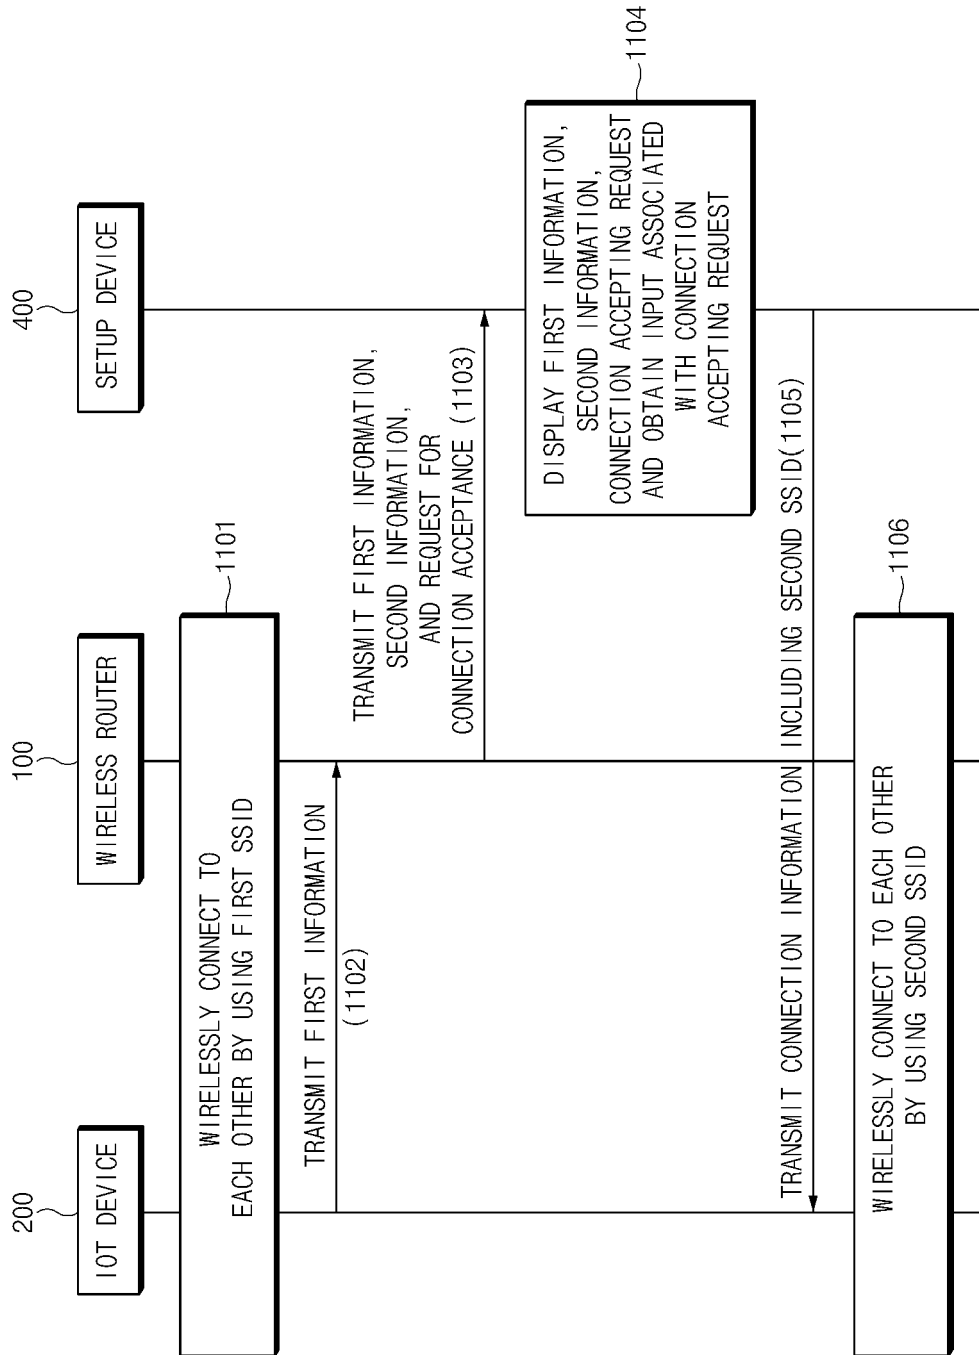 200
IOT DEVICE
100
WIRELESS ROUTER
400
SETUP DEVICE
1101
WIRELESSLY CONNECT TO
EACH OTHER BY USING FIRST SSID
TRANSMIT FIRST INFORMATION
(1102)
TRANSMIT FIRST INFORMATION,
SECOND INFORMATION,
AND REQUEST FOR
CONNECTION ACCEPTANCE (1103)
1104
DISPLAY FIRST INFORMATION,
SECOND INFORMATION,
CONNECTION ACCEPTING REQUEST
AND OBTAIN INPUT ASSOCIATED
WITH CONNECTION
ACCEPTING REQUEST
TRANSMIT CONNECTION INFORMATION INCLUDING SECOND SSID(1105)
1106
WIRELESSLY CONNECT TO EACH OTHER
BY USING SECOND SSID